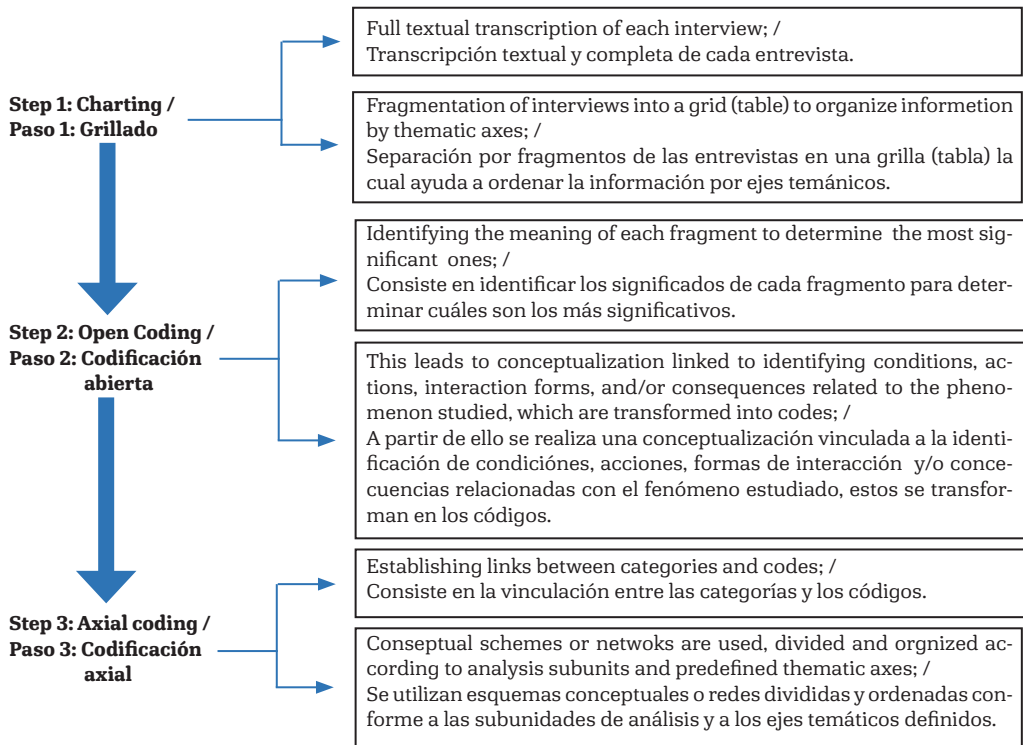 Full textual transcription of each interview; /
Transcripción textual y completa de cada entrevista.
Step 1: Charting /
Paso 1: Grillado
Fragmentation of interviews into a grid (table) to organize informetion
by thematic axes; /
Separación por fragmentos de las entrevistas en una grilla (tabla) la
cual ayuda a ordenar la información por ejes temánicos.
Identifying the meaning of each fragment to determine the most sig-
nificant ones; /
Consiste en identificar los significados de cada fragmento para deter-
minar cuáles son los más significativos.
Step 2: Open Coding /
Paso 2: Codificación
abierta
This leads to conceptualization linked to identifying conditions, ac-
tions, interaction forms, and/or consequences related to the pheno-
menon studied, which are transformed into codes; /
A partir de ello se realiza una conceptualización vinculada a la identi-
ficación de condiciónes, acciones, formas de interacción y/o conce-
cuencias relacionadas con el fenómeno estudiado, estos se transfor-
man en los códigos.
Establishing links between categories and codes; /
Consiste en la vinculación entre las categorías y los códigos.
Step 3: Axial coding /
Paso 3: Codificación
axial
Conseptual schemes or netwoks are used, divided and orgnized ac-
cording to analysis subunits and predefined thematic axes; /
Se utilizan esquemas conceptuales o redes divididas y ordenadas con-
forme a las subunidades de análisis y a los ejes temáticos definidos.